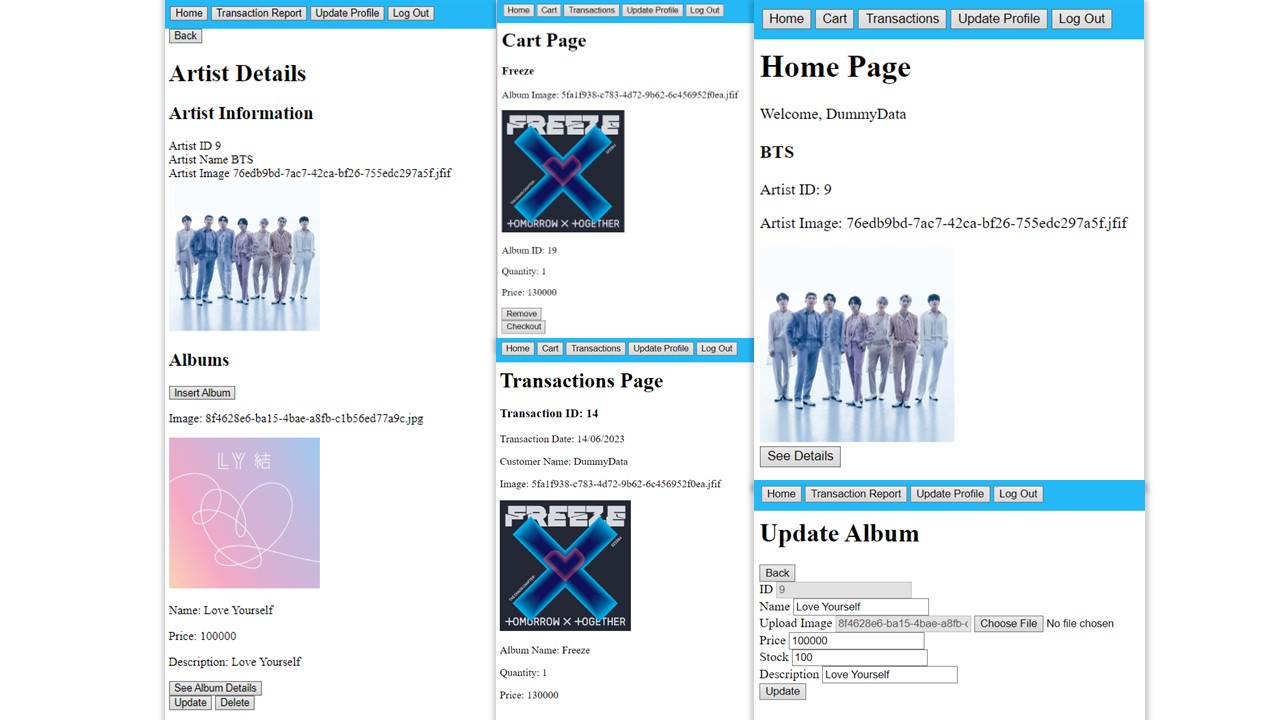 Home Transaction Report Update Profile Log Out
Back
Artist Details
Artist Information
Artist ID 9
Artist Name BTS
Artist Image 76edb9bd-7ac7-42ca-bf26-755edc297a5f.jfif
Albums
Insert Album
Image: 8f4628e6-ba15-4bae-a8fb-c1b56ed77a9c.jpg
LY 結
Name: Love Yourself
Price: 100000
Description: Love Yourself
See Album Details
Update Delete
Home Cart Transactions Update Profile Log Out
Cart Page
Freeze
Album Image: 5fa1f938-c783-4d72-9b62-6c456952f0ea.jfif
FREEZE
TOMORROW X TOGETHER
Album ID: 19
Quantity: 1
Price: 130000
Remove
Checkout
Home Cart Transactions Update Profile Log Out
Transactions Page
Transaction ID: 14
Transaction Date: 14/06/2023
Customer Name: DummyData
Image: 5fa1f938-c783-4d72-9b62-6c456952f0ea.jfif
FREEZE
TOMORROW X TOGETHER
Album Name: Freeze
Quantity: 1
Price: 130000
Home Cart Transactions Update Profile Log Out
Home Page
Welcome, DummyData
BTS
Artist ID: 9
Artist Image: 76edb9bd-7ac7-42ca-bf26-755edc297a5f.jfif
See Details
Home Transaction Report Update Profile Log Out
Update Album
Back
ID 9
Name Love Yourself
Upload Image 8f4628e6-ba15-4bae-a8fb-c Choose File No file chosen
Price 100000
Stock 100
Description Love Yourself
Update